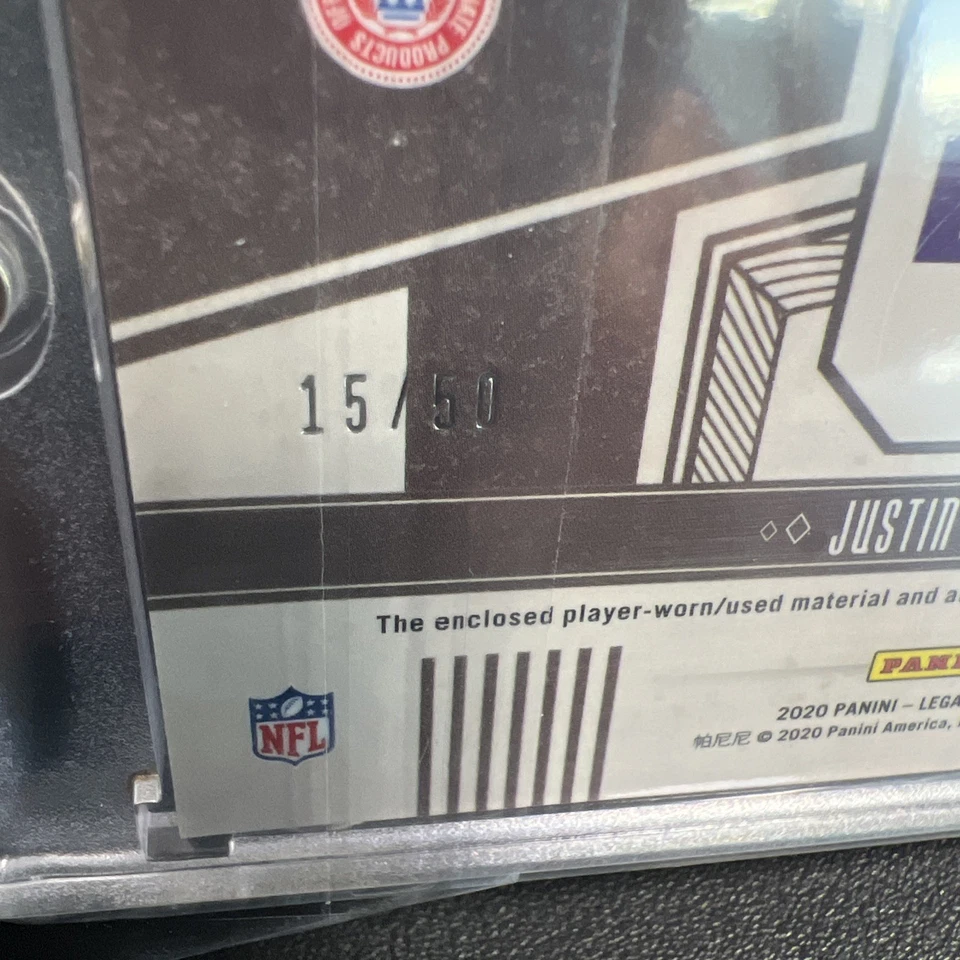 PRODUCTS
15/50
JUSTIN
The enclosed player-worn/used material and a
NFL
PANI
2020 PANINI – LEGA
帕尼尼 © 2020 Panini America,